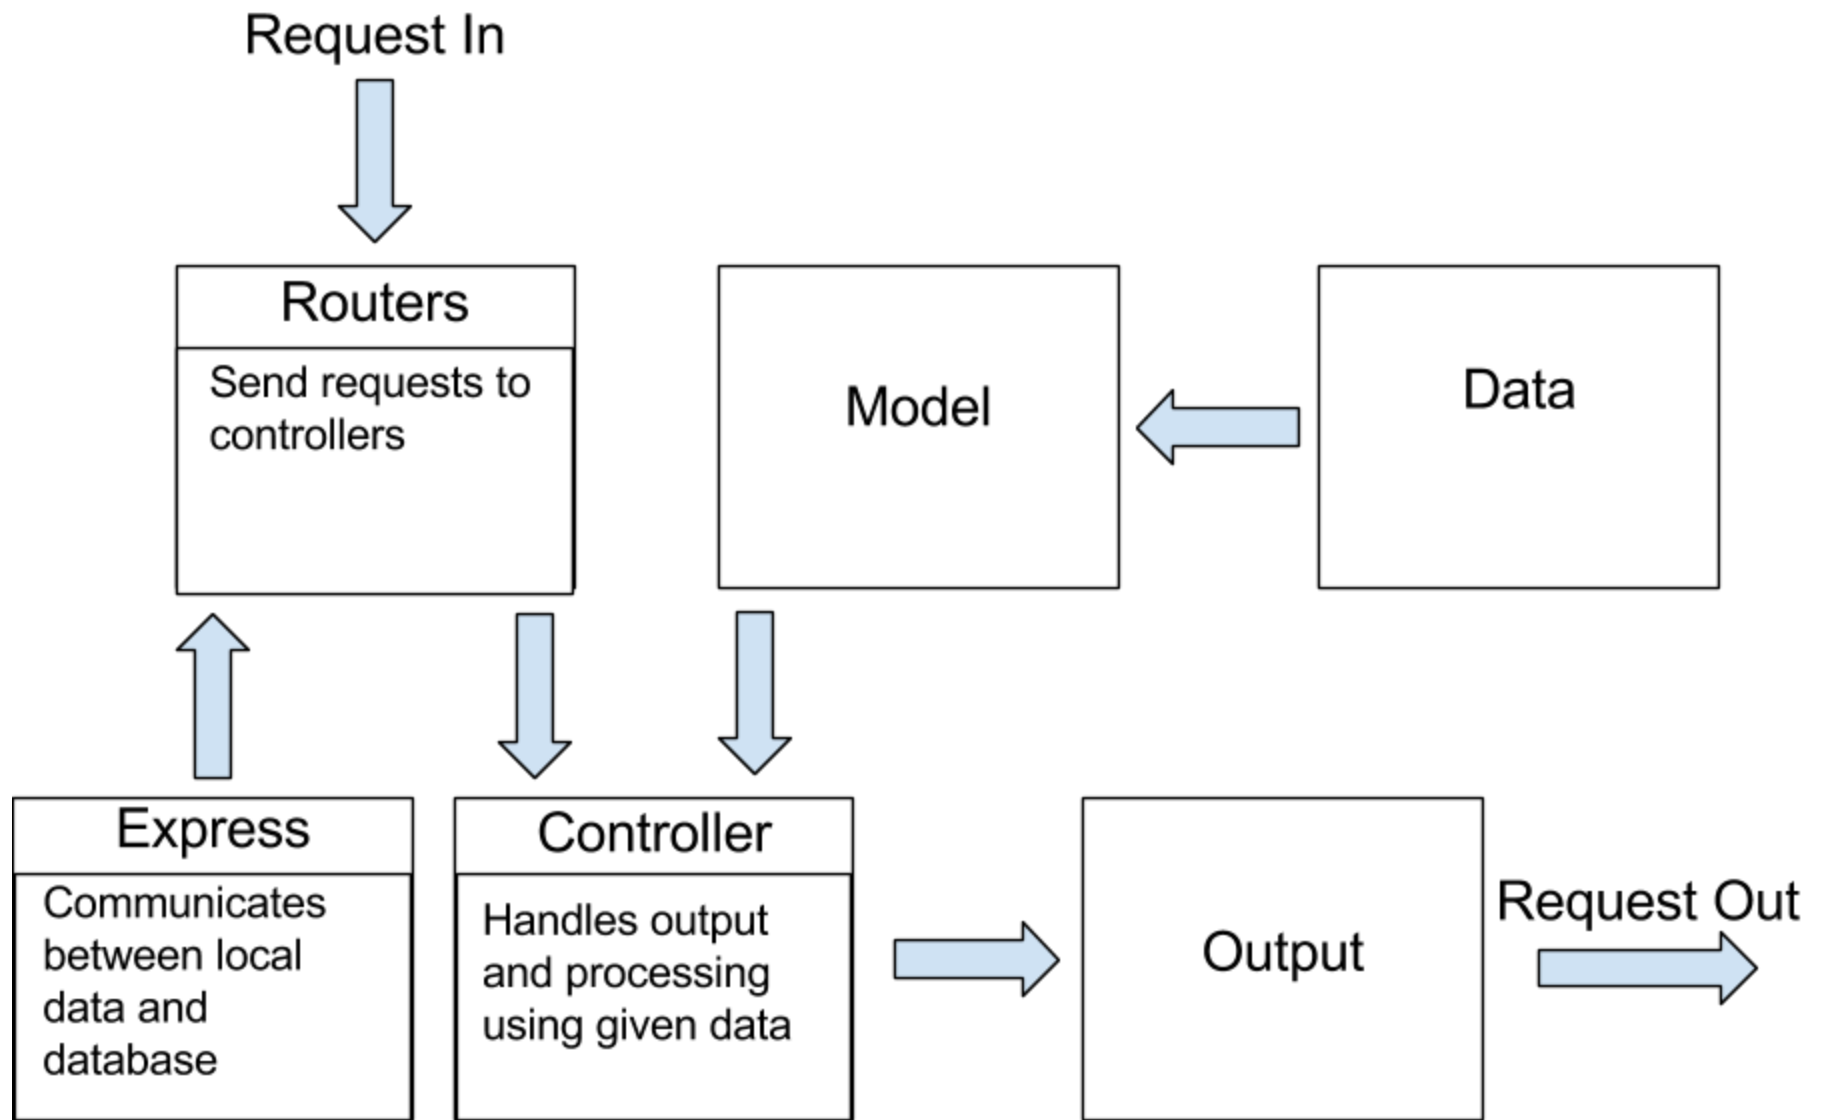 Request In
Routers
Send requests to
controllers
Model
Data
Express
Communicates
between local
data and
database
Controller
Handles output
and processing
using given data
Output
Request Out